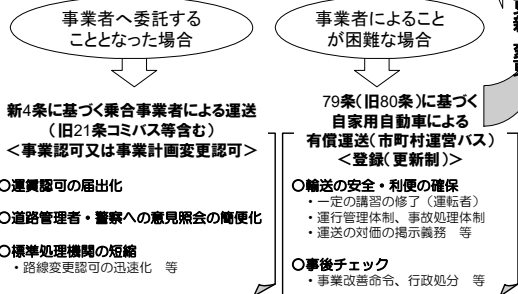 事業者へ委託する
こととなった場合
新4条に基づく乗合事業者による運送
(旧21条コミバス等含む)
<事業認可又は事業計画変更認可>
○運賃認可の届出化
○道路管理者・警察への意見照会の簡便化
○標準処理機関の短縮
・路線変更認可の迅速化　等
事業者によること
が困難な場合
79条(旧80条)に基づく
自家用自動車による
有償運送(市町村運営バス)
<登録(更新制)>
○輸送の安全・利便の確保
・一定の講習の修了(運転者)
・運行管理体制、事故処理体制
・運送の対価の掲示義務　等
○事後チェック
・事業改善命令、行政処分　等